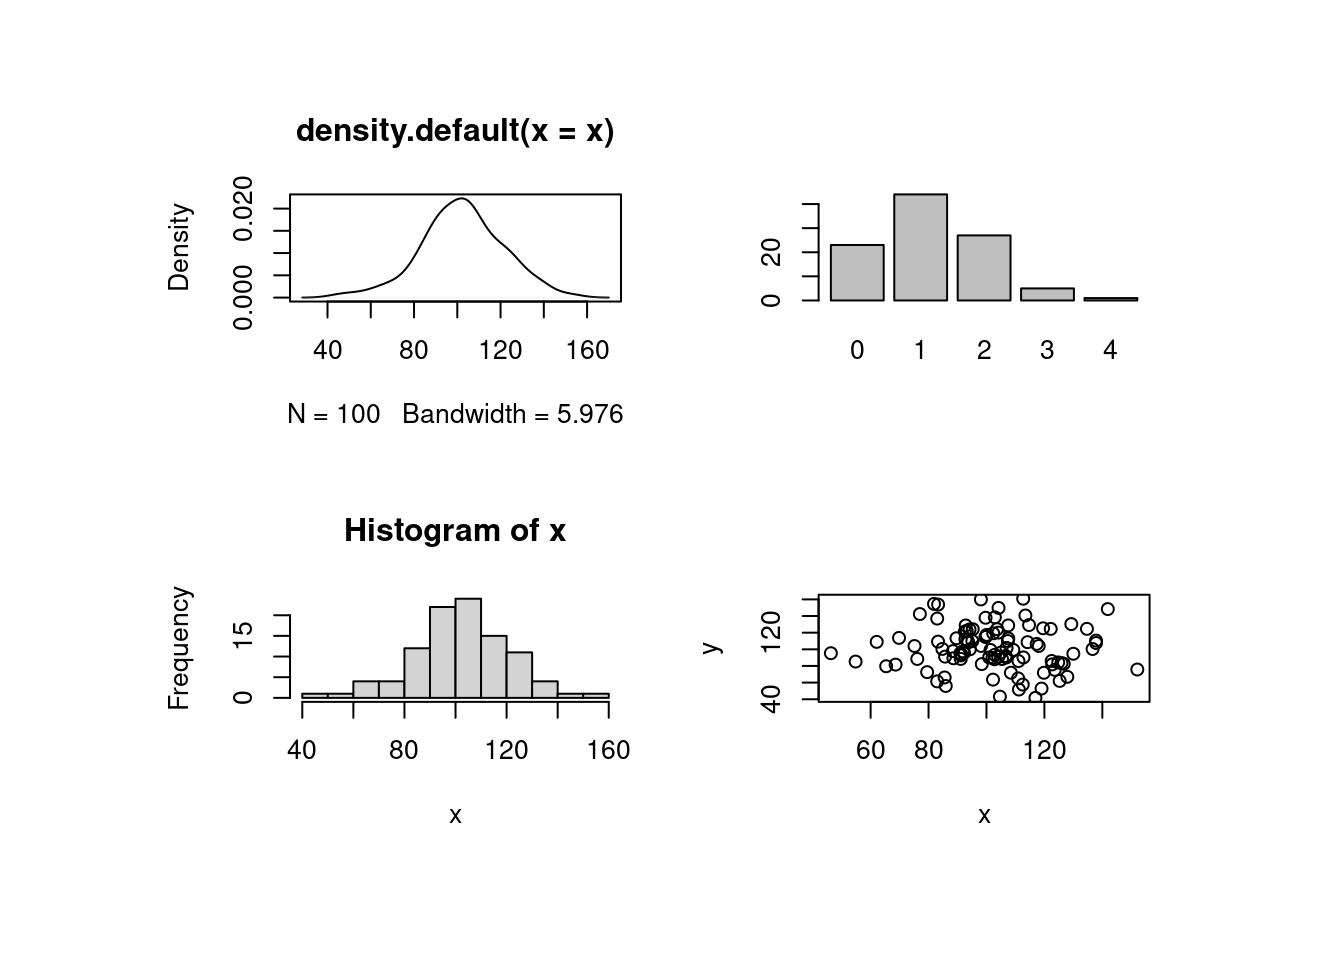 density.default(x = x)
Density
0.000 0.020
40 80 120 160
N = 100 Bandwidth = 5.976
0 20
0 1 2 3 4
Histogram of x
Frequency
0 15
40 80 120 160
x
y
40 120
60 80 120
x